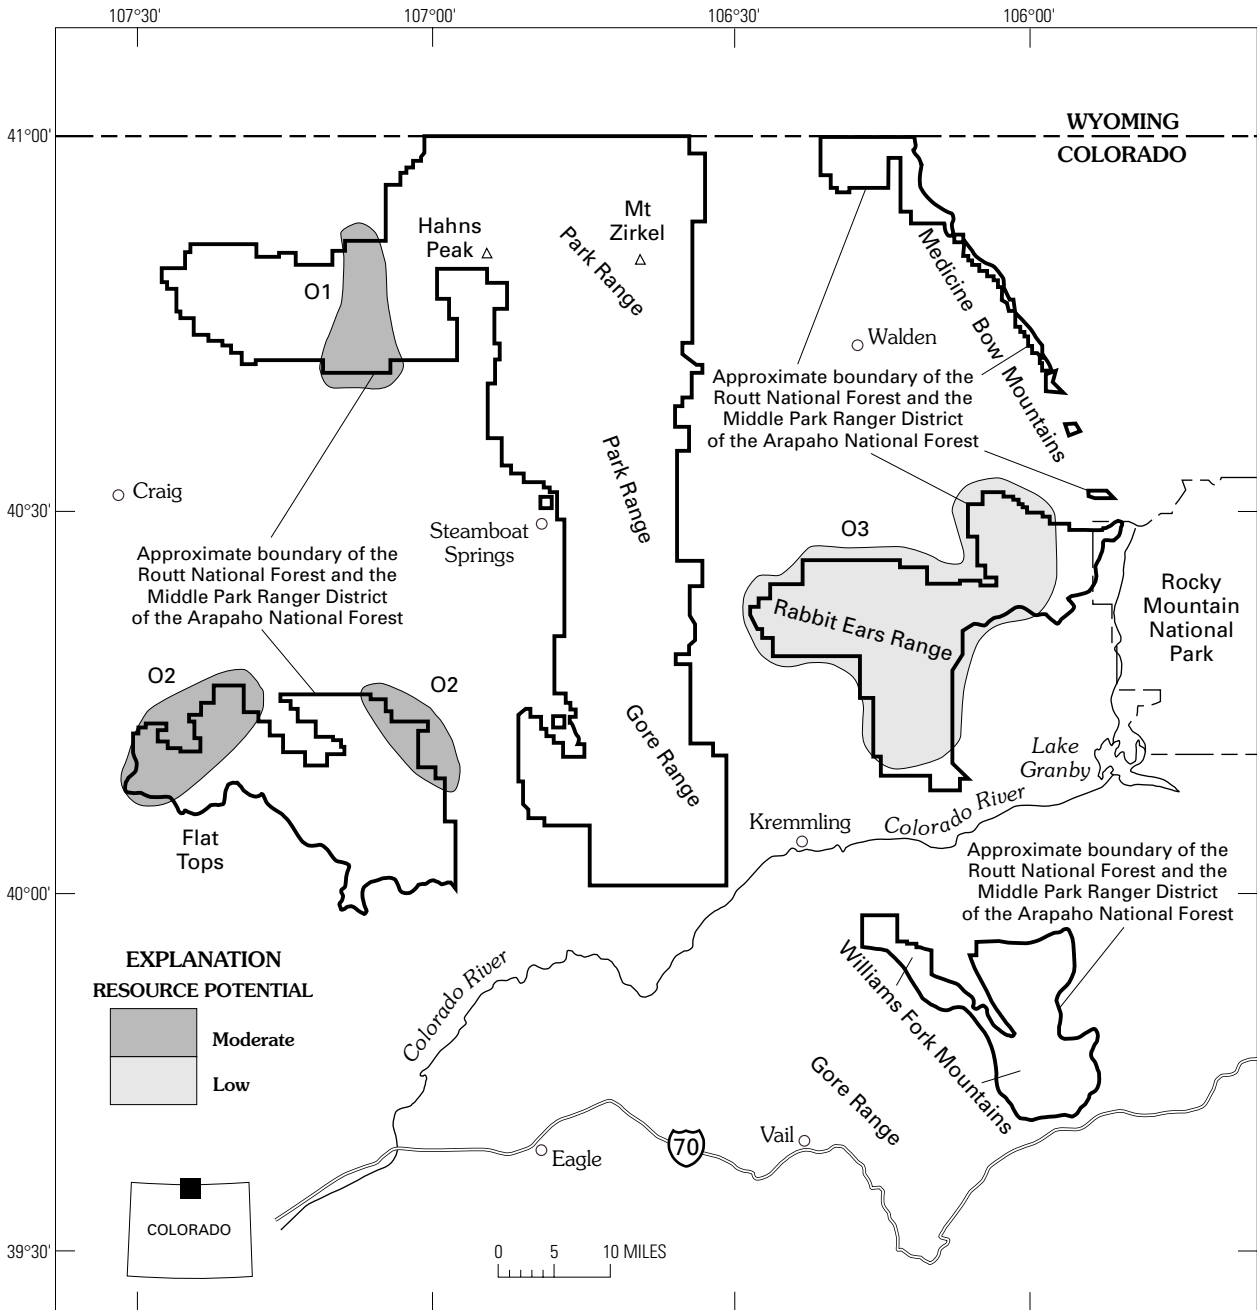 107°30'
107°00'
106°30'
106°00'
41°00'
WYOMING
COLORADO
Hahns
Peak
Mt
Zirkel
Park Range
Medicine Bow Mountains
O1
Walden
Approximate boundary of the
Routt National Forest and the
Middle Park Ranger District
of the Arapaho National Forest
Park Range
Craig
40°30'
Steamboat
Springs
O3
Approximate boundary of the
Routt National Forest and the
Middle Park Ranger District
of the Arapaho National Forest
Rocky
Mountain
National
Park
Rabbit Ears Range
O2
O2
Gore Range
Lake
Granby
Colorado River
Kremmling
Flat
Tops
Approximate boundary of the
Routt National Forest and the
Middle Park Ranger District
of the Arapaho National Forest
40°00'
EXPLANATION
RESOURCE POTENTIAL
Moderate
Low
Colorado River
Williams Fork Mountains
Gore Range
Vail
70
Eagle
COLORADO
0 5 10 MILES
39°30'